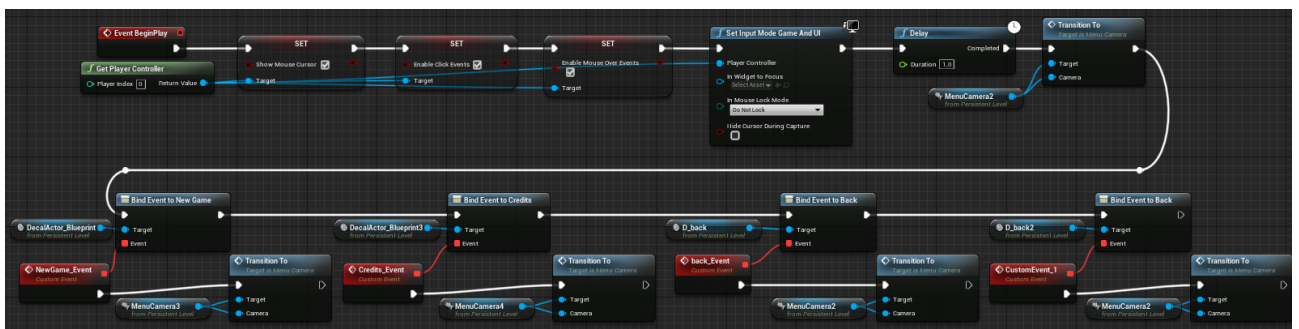 Event BeginPlay
SET
Show Mouse Cursor
Target
SET
Enable Click Events
Target
SET
Enable Mouse Over Events
Target
Get Player Controller
Player Index 0 Return Value
Set Input Mode Game And UI
Player Controller
In Widget to Focus
Select Asset
In Mouse Lock Mode
Do Not Lock
Hide Cursor During Capture
Delay
Completed
Duration 1,0
Transition To
Target is Menu Camera
Target
Camera
MenuCamera2
from Persistent Level
DecalActor_Blueprint
from Persistent Level
Bind Event to New Game
Target
Event
NewGame_Event
Custom Event
MenuCamera3
from Persistent Level
Transition To
Target is Menu Camera
Target
Camera
DecalActor_Blueprint3
from Persistent Level
Bind Event to Credits
Target
Event
Credits_Event
Custom Event
MenuCamera4
from Persistent Level
Transition To
Target is Menu Camera
Target
Camera
D_back
from Persistent Level
Bind Event to Back
Target
Event
back_Event
Custom Event
MenuCamera2
from Persistent Level
Transition To
Target is Menu Camera
Target
Camera
D_back2
from Persistent Level
Bind Event to Back
Target
Event
CustomEvent_1
Custom Event
MenuCamera2
from Persistent Level
Transition To
Target is Menu Camera
Target
Camera